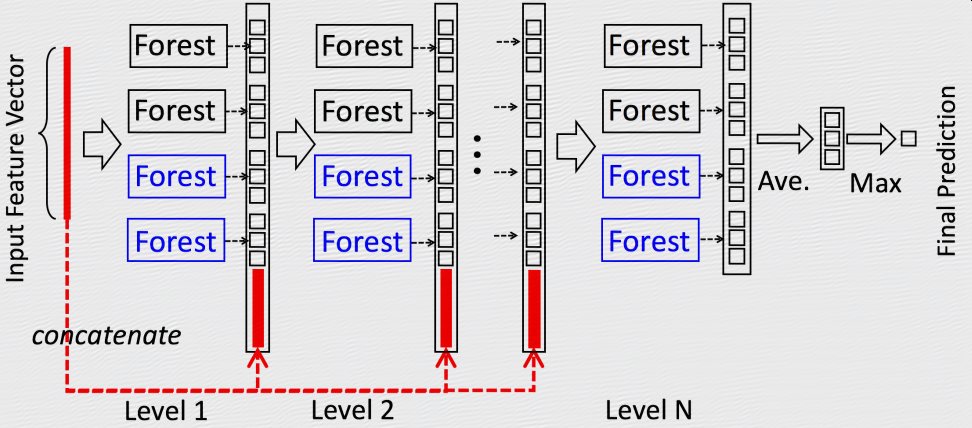 Input Feature Vector
Forest
Forest
Forest
Forest
concatenate
Level 1
Forest
Forest
Forest
Forest
Level 2
Forest
Forest
Forest
Forest
Level N
Ave.
Max
Final Prediction